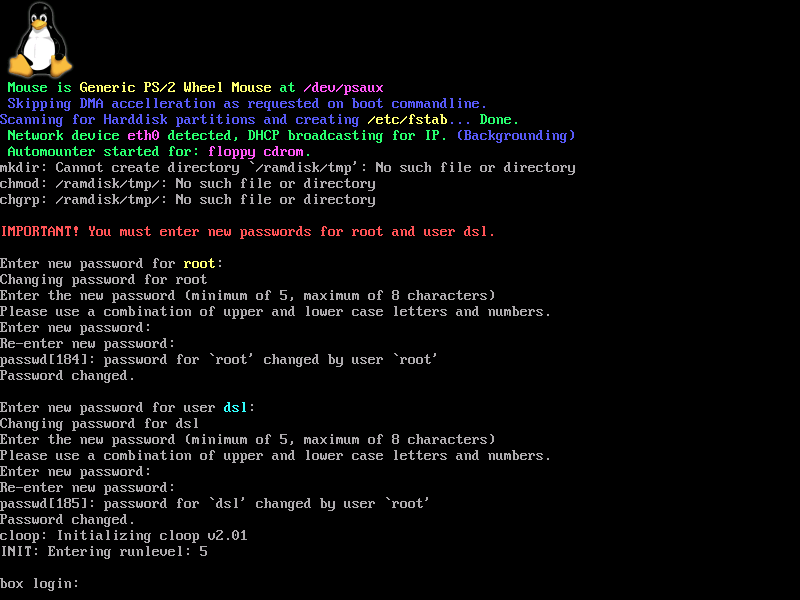 Mouse is Generic PS/2 Wheel Mouse at /dev/psaux
Skipping DMA accelleration as requested on boot commandline.
Scanning for Harddisk partitions and creating /etc/fstab... Done.
Network device eth0 detected, DHCP broadcasting for IP. (Backgrounding)
Automounter started for: floppy cdrom.
mkdir: Cannot create directory `/ramdisk/tmp': No such file or directory
chmod: /ramdisk/tmp/: No such file or directory
chgrp: /ramdisk/tmp/: No such file or directory
IMPORTANT! You must enter new passwords for root and user dsl.
Enter new password for root:
Changing password for root
Enter the new password (minimum of 5, maximum of 8 characters)
Please use a combination of upper and lower case letters and numbers.
Enter new password:
Re-enter new password:
passwd[184]: password for `root' changed by user `root'
Password changed.
Enter new password for user dsl:
Changing password for dsl
Enter the new password (minimum of 5, maximum of 8 characters)
Please use a combination of upper and lower case letters and numbers.
Enter new password:
Re-enter new password:
passwd[185]: password for `dsl' changed by user `root'
Password changed.
cloop: Initializing cloop v2.01
INIT: Entering runlevel: 5
box login: